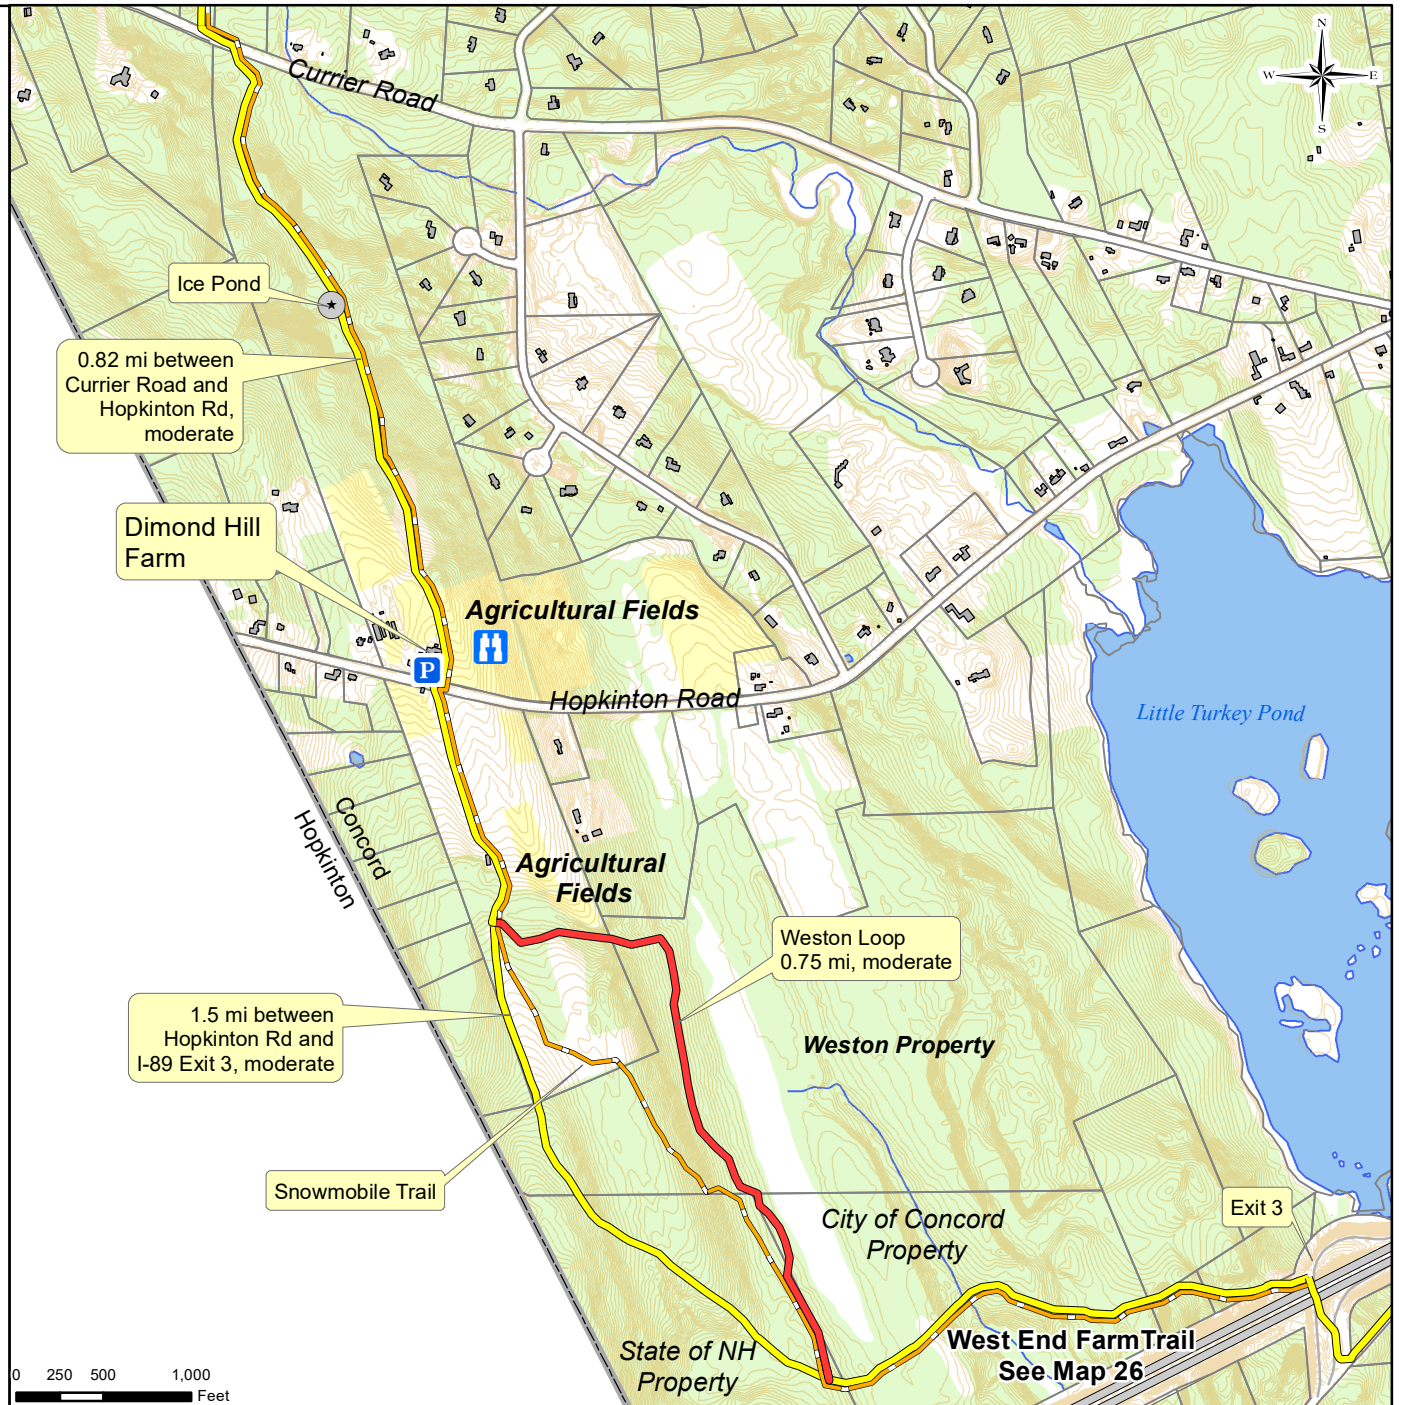 N
W E
S
Currier Road
Ice Pond
0.82 mi between
Currier Road and
Hopkinton Rd,
moderate
Dimond Hill
Farm
Agricultural Fields
P
Hopkinton Road
Little Turkey Pond
Concord
Hopkinton
Agricultural
Fields
Weston Loop
0.75 mi, moderate
1.5 mi between
Hopkinton Rd and
I-89 Exit 3, moderate
Weston Property
Snowmobile Trail
City of Concord
Property
Exit 3
State of NH
Property
West End FarmTrail
See Map 26
0 250 500 1,000
Feet